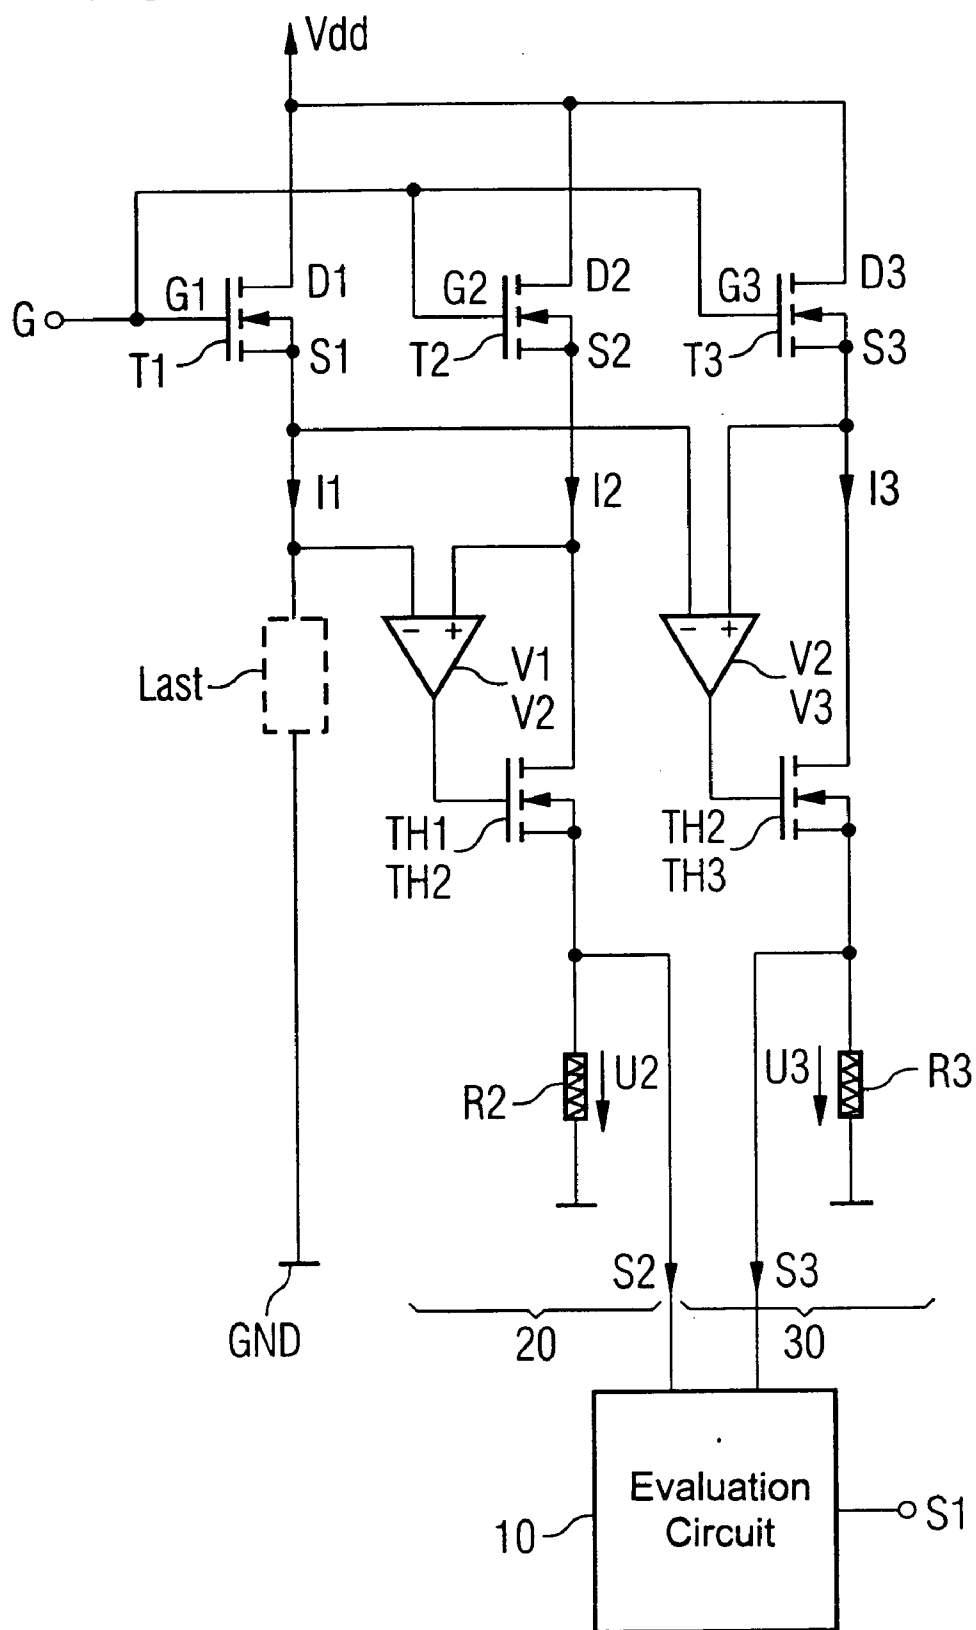 Vdd
G1 D1 G2 D2 G3 D3
G
T1 S1 T2 S2 T3 S3
I1 I2 I3
- + - +
Last V1 V2
V2 V3
TH1 TH2
TH2 TH3
R2 U2 U3 R3
S2 S3
20 30
GND
Evaluation
Circuit
10 S1